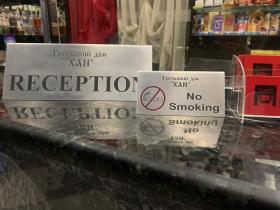 Гостьовий дім
"ХАН"
RECEPTION
Гостьовий дім
"ХАН"
No
Smoking